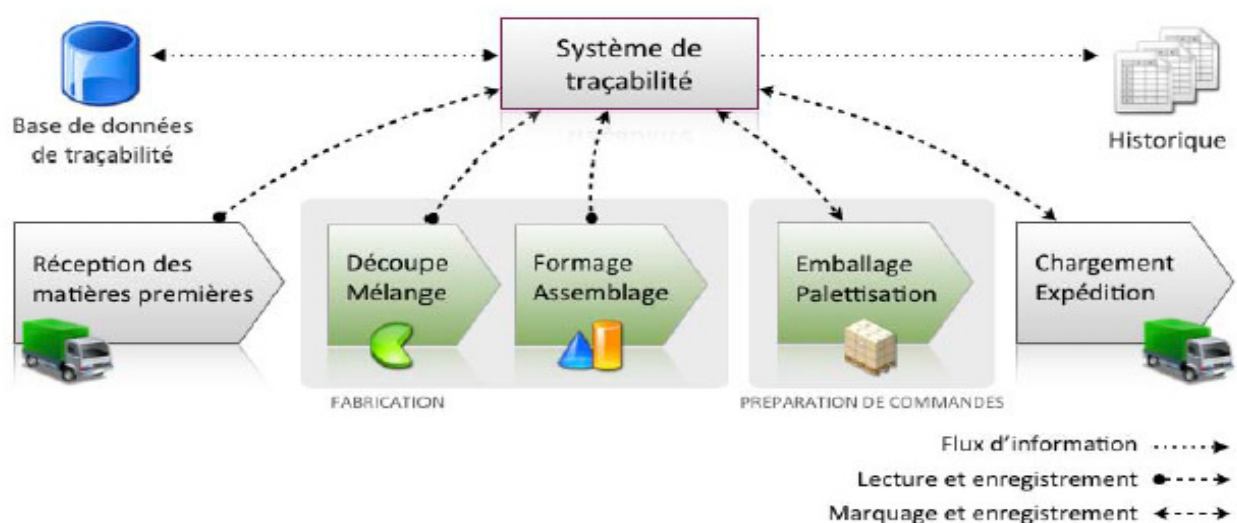 Système de
traçabilité
Base de données
de traçabilité
Historique
Réception des
matières premières
Découpe
Mélange
Formage
Assemblage
Emballage
Palettisation
Chargement
Expédition
FABRICATION
PREPARATION DE COMMANDES
Flux d'information
Lecture et enregistrement
Marquage et enregistrement